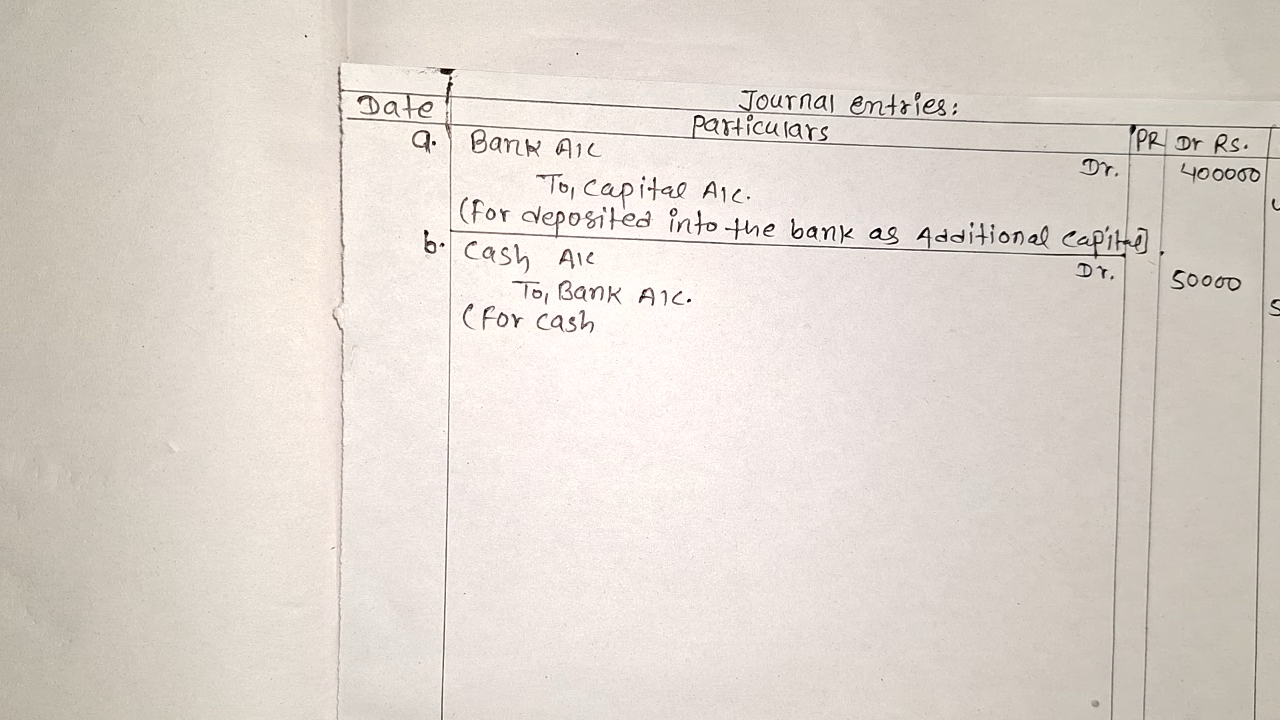 Journal entries:
Date Particulars PR Dr Rs.
a. Bank A/c Dr. 400000
To, Capital A/c.
(For deposited into the bank as Additional capital).
b. Cash A/c Dr. 50000
To, Bank A/c.
(For cash